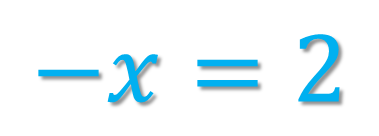 −x = 2